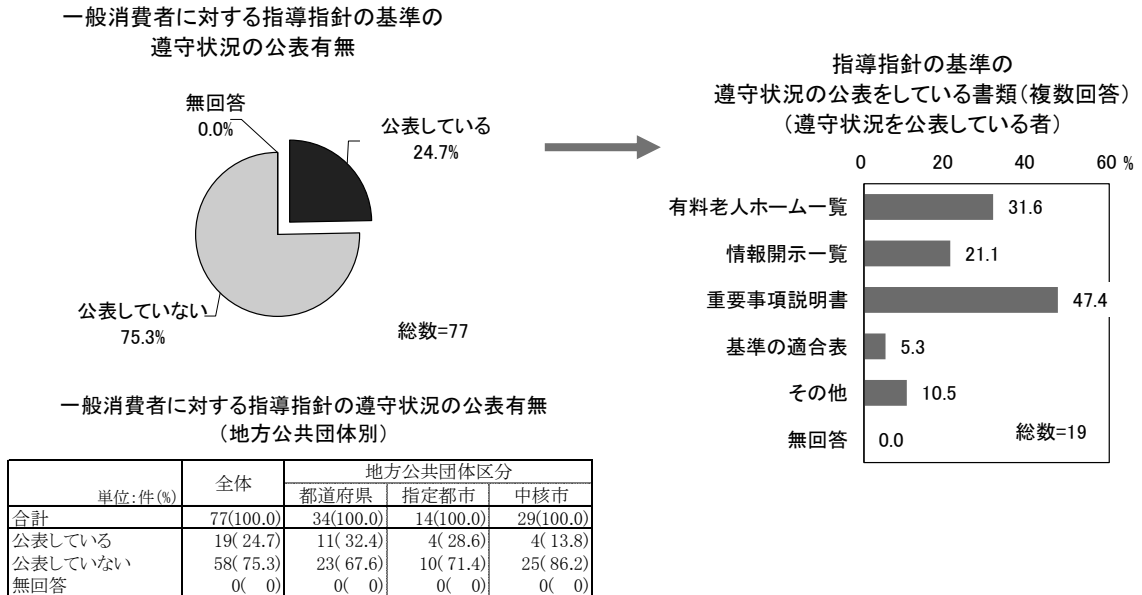 一般消費者に対する指導指針の基準の
遵守状況の公表有無
無回答
0.0%
公表している
24.7%
公表していない
75.3%
総数=77
指導指針の基準の
遵守状況の公表をしている書類(複数回答)
(遵守状況を公表している者)
0 20 40 60 %
有料老人ホーム一覧 31.6
情報開示一覧 21.1
重要事項説明書 47.4
基準の適合表 5.3
その他 10.5
無回答 0.0
総数=19
一般消費者に対する指導指針の遵守状況の公表有無
(地方公共団体別)
単位:件(%) 全体 地方公共団体区分
都道府県 指定都市 中核市
合計 77(100.0) 34(100.0) 14(100.0) 29(100.0)
公表している 19( 24.7) 11( 32.4) 4( 28.6) 4( 13.8)
公表していない 58( 75.3) 23( 67.6) 10( 71.4) 25( 86.2)
無回答 0( 0) 0( 0) 0( 0) 0( 0)